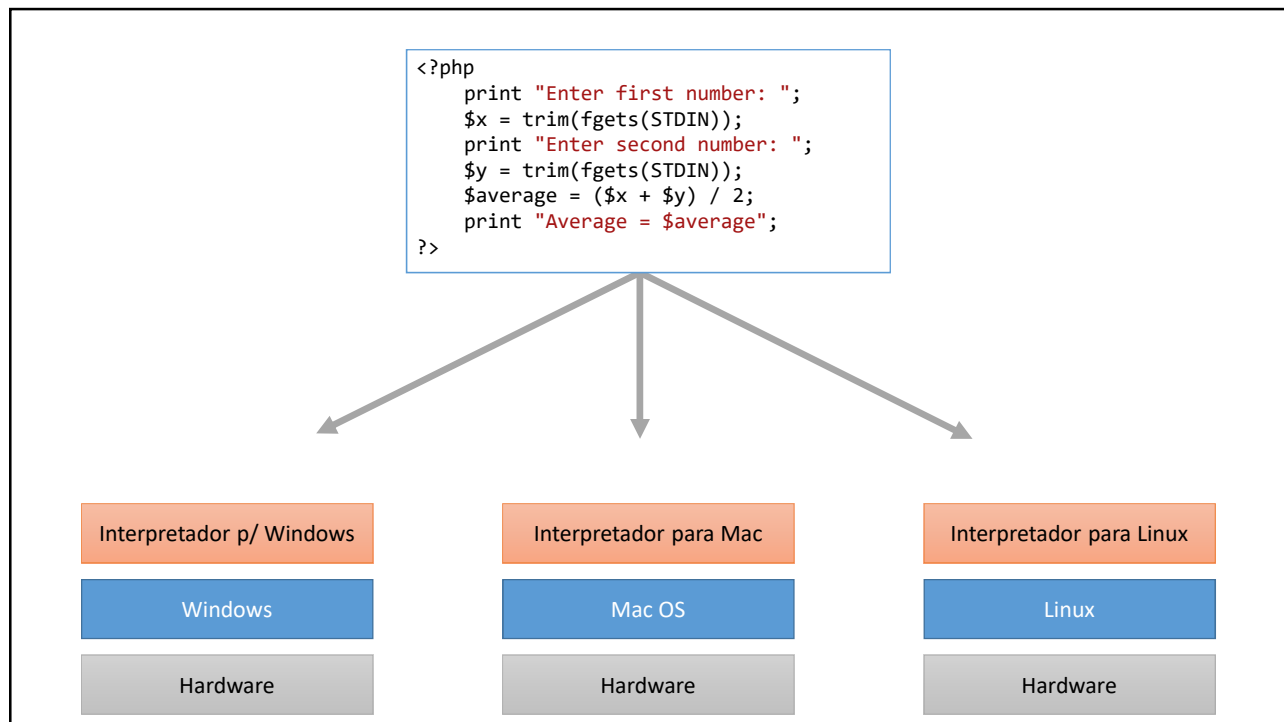 <?php
    print "Enter first number: ";
    $x = trim(fgets(STDIN));
    print "Enter second number: ";
    $y = trim(fgets(STDIN));
    $average = ($x + $y) / 2;
    print "Average = $average";
?>
Interpretador p/ Windows
Interpretador para Mac
Interpretador para Linux
Windows
Mac OS
Linux
Hardware
Hardware
Hardware